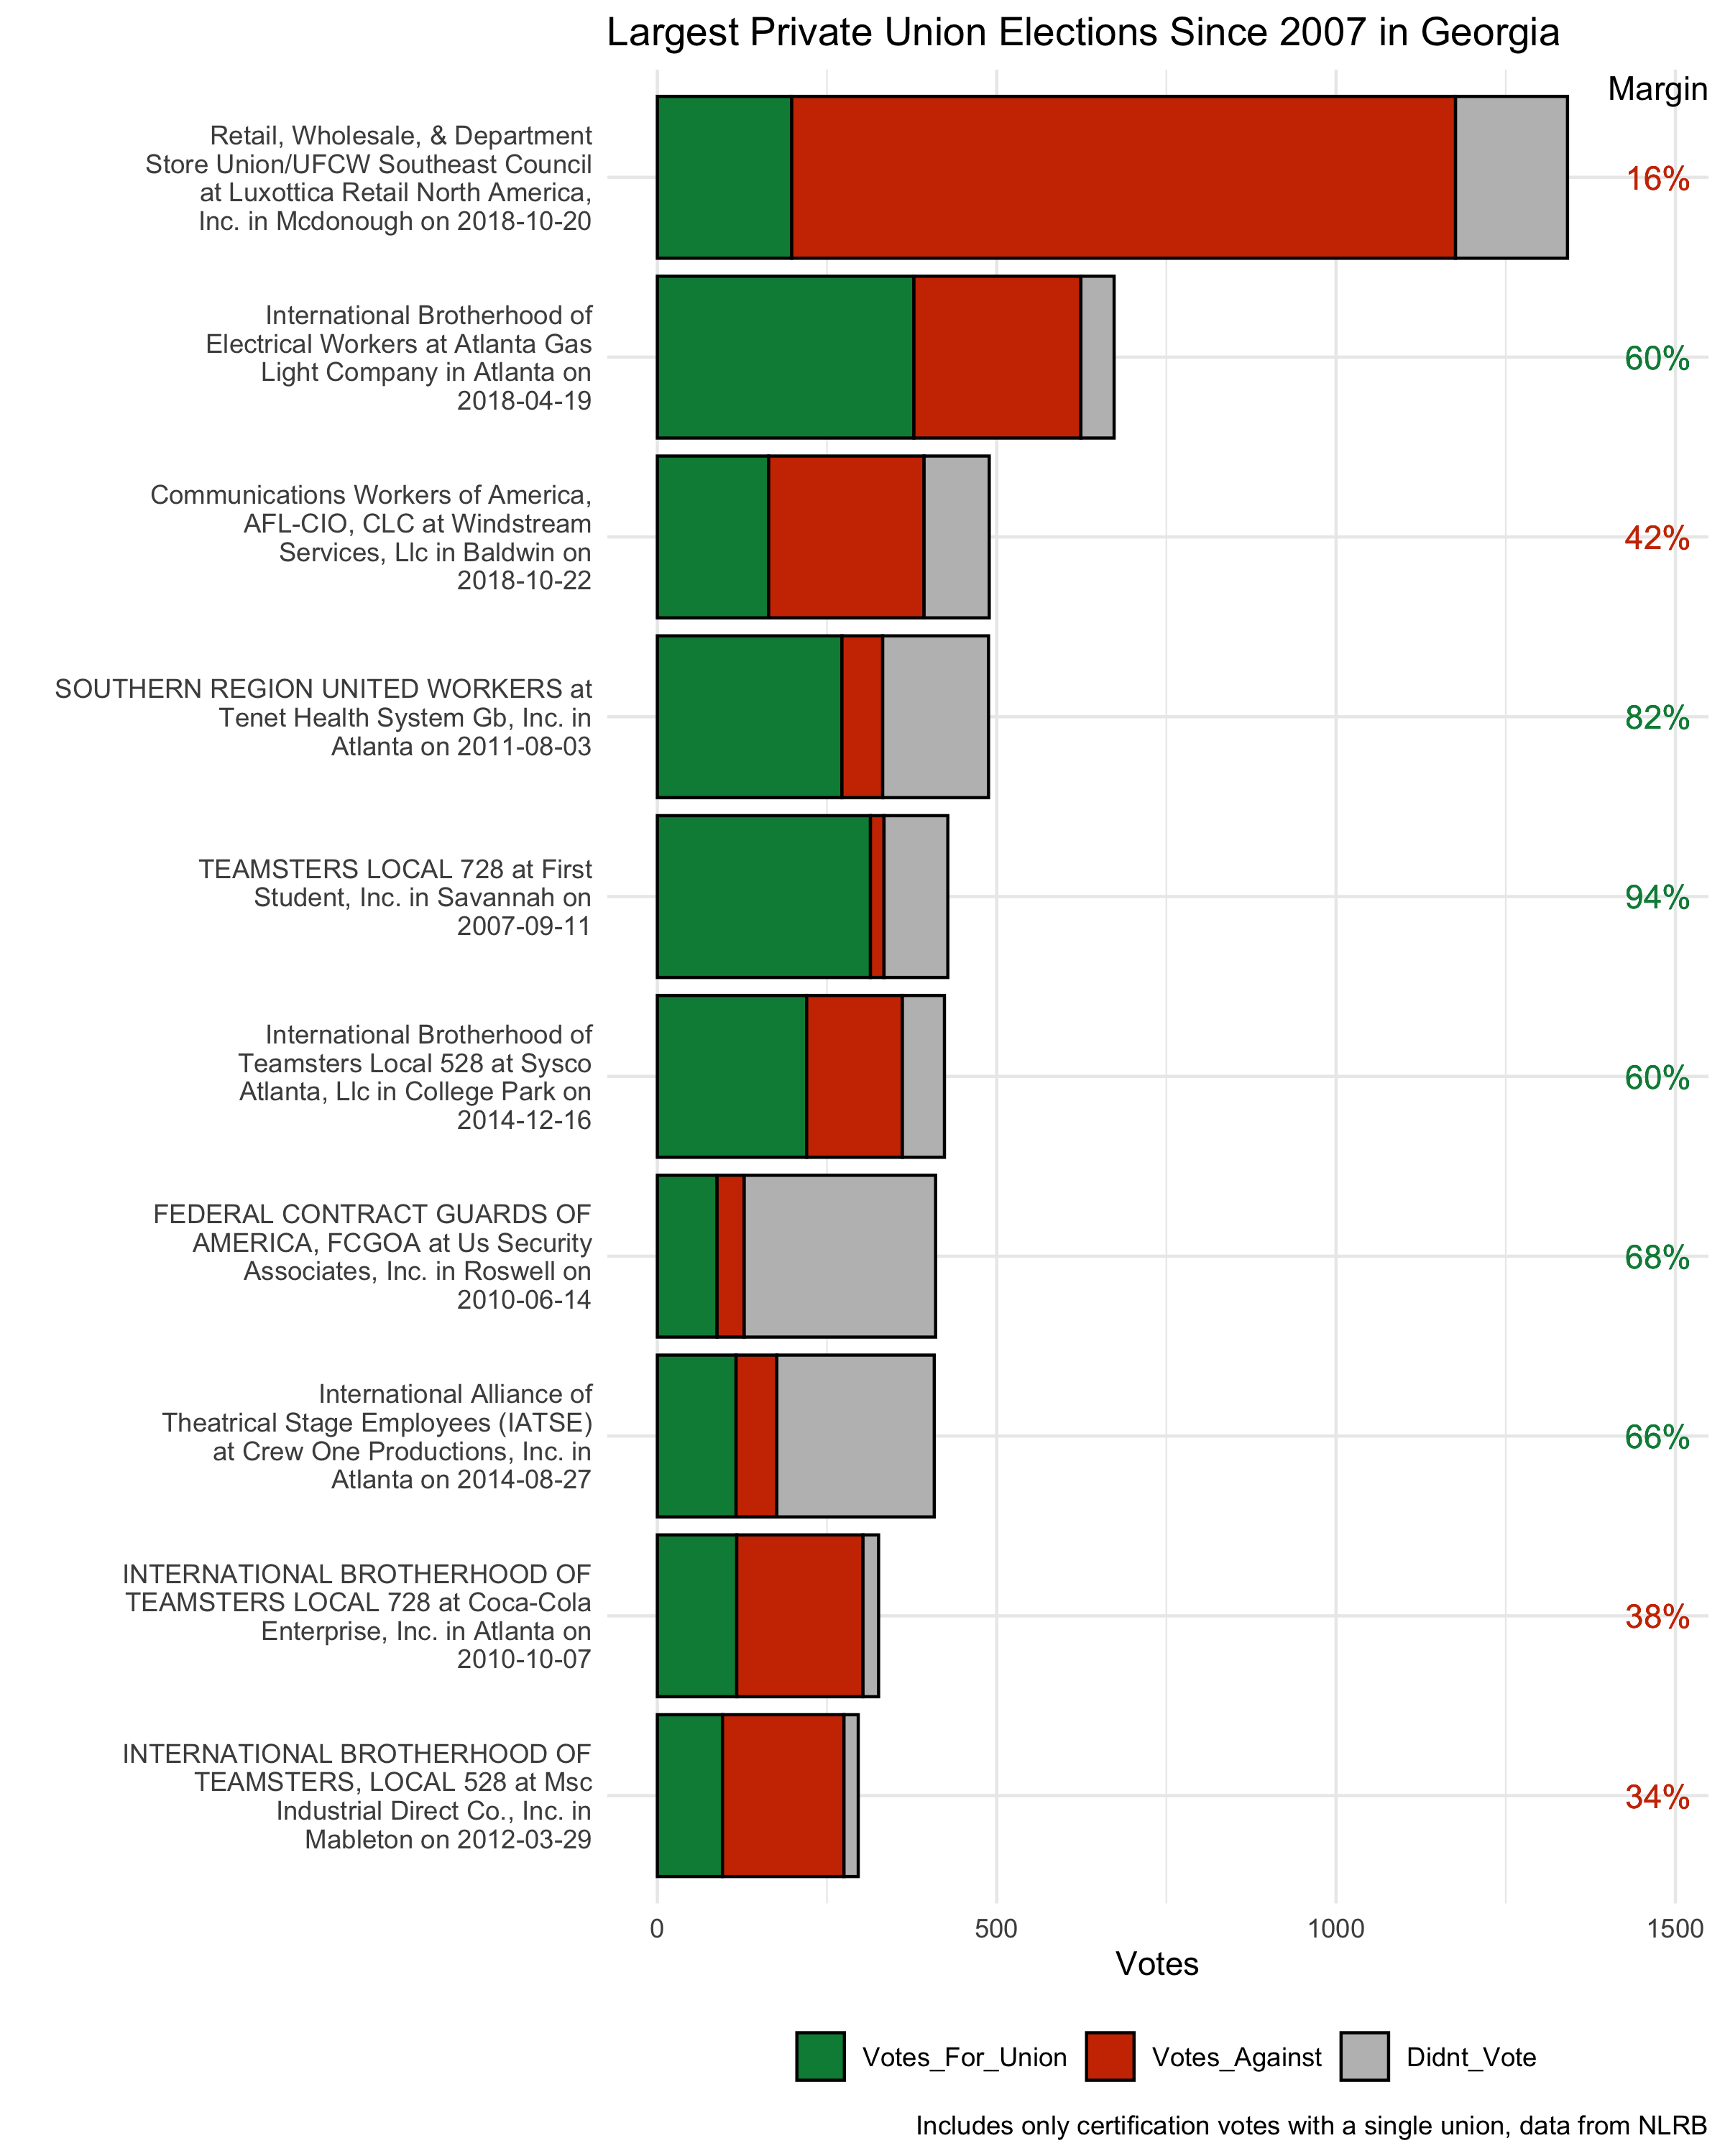 Largest Private Union Elections Since 2007 in Georgia
Margin
Retail, Wholesale, & Department
Store Union/UFCW Southeast Council
at Luxottica Retail North America,
Inc. in Mcdonough on 2018-10-20
16%
International Brotherhood of
Electrical Workers at Atlanta Gas
Light Company in Atlanta on
2018-04-19
60%
Communications Workers of America,
AFL-CIO, CLC at Windstream
Services, Llc in Baldwin on
2018-10-22
42%
SOUTHERN REGION UNITED WORKERS at
Tenet Health System Gb, Inc. in
Atlanta on 2011-08-03
82%
TEAMSTERS LOCAL 728 at First
Student, Inc. in Savannah on
2007-09-11
94%
International Brotherhood of
Teamsters Local 528 at Sysco
Atlanta, Llc in College Park on
2014-12-16
60%
FEDERAL CONTRACT GUARDS OF
AMERICA, FCGOA at Us Security
Associates, Inc. in Roswell on
2010-06-14
68%
International Alliance of
Theatrical Stage Employees (IATSE)
at Crew One Productions, Inc. in
Atlanta on 2014-08-27
66%
INTERNATIONAL BROTHERHOOD OF
TEAMSTERS LOCAL 728 at Coca-Cola
Enterprise, Inc. in Atlanta on
2010-10-07
38%
INTERNATIONAL BROTHERHOOD OF
TEAMSTERS, LOCAL 528 at Msc
Industrial Direct Co., Inc. in
Mableton on 2012-03-29
34%
0 500 1000 1500
Votes
Votes_For_Union Votes_Against Didnt_Vote
Includes only certification votes with a single union, data from NLRB